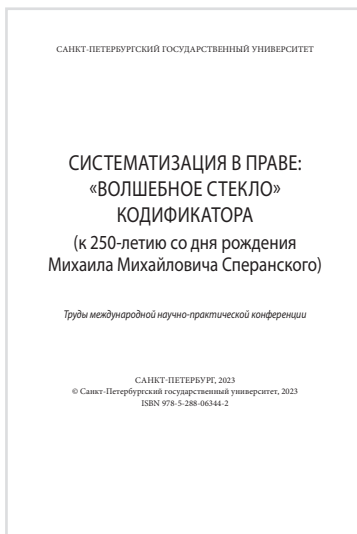 САНКТ-ПЕТЕРБУРГСКИЙ ГОСУДАРСТВЕННЫЙ УНИВЕРСИТЕТ
СИСТЕМАТИЗАЦИЯ В ПРАВЕ:
«ВОЛШЕБНОЕ СТЕКЛО»
КОДИФИКАТОРА
(к 250-летию со дня рождения
Михаила Михайловича Сперанского)
Труды международной научно-практической конференции
САНКТ-ПЕТЕРБУРГ, 2023
© Санкт-Петербургский государственный университет, 2023
ISBN 978-5-288-06344-2